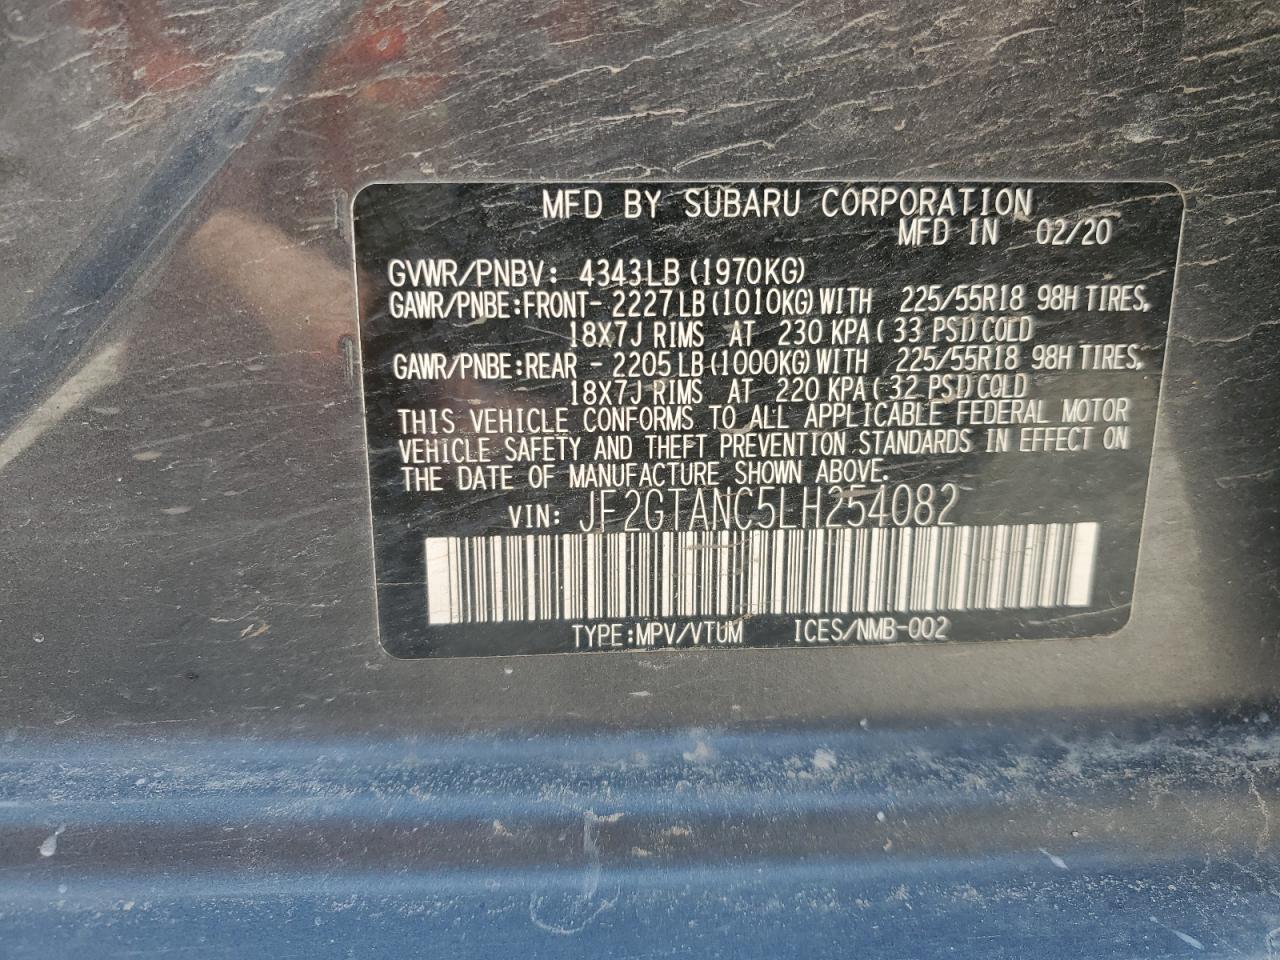 MFD BY SUBARU CORPORATION
MFD IN 02/20
GVWR/PNBV: 4343LB(1970KG)
GAWR/PNBE:FRONT- 2227LB(1010KG)WITH 225/55R18 98H TIRES,
18X7J RIMS AT 230 KPA( 33 PSI)COLD
GAWR/PNBE:REAR - 2205LB(1000KG)WITH 225/55R18 98H TIRES,
18X7J RIMS AT 220 KPA( 32 PSI)COLD
THIS VEHICLE CONFORMS TO ALL APPLICABLE FEDERAL MOTOR
VEHICLE SAFETY AND THEFT PREVENTION STANDARDS IN EFFECT ON
THE DATE OF MANUFACTURE SHOWN ABOVE.
VIN: JF2GTANC5LH254082
TYPE:MPV/VTUM ICES/NMB-002